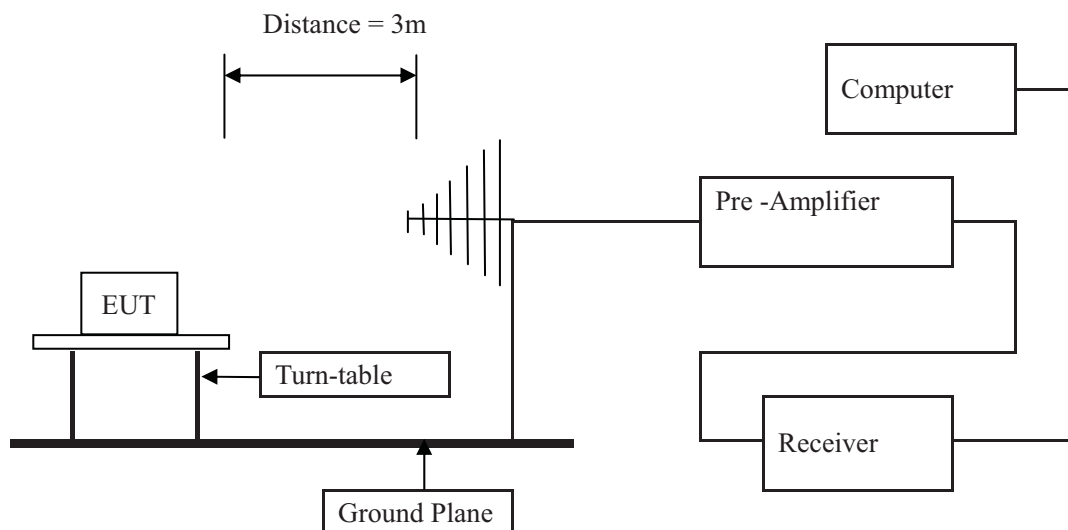 Distance = 3m
Computer
Pre -Amplifier
EUT
Turn-table
Receiver
Ground Plane